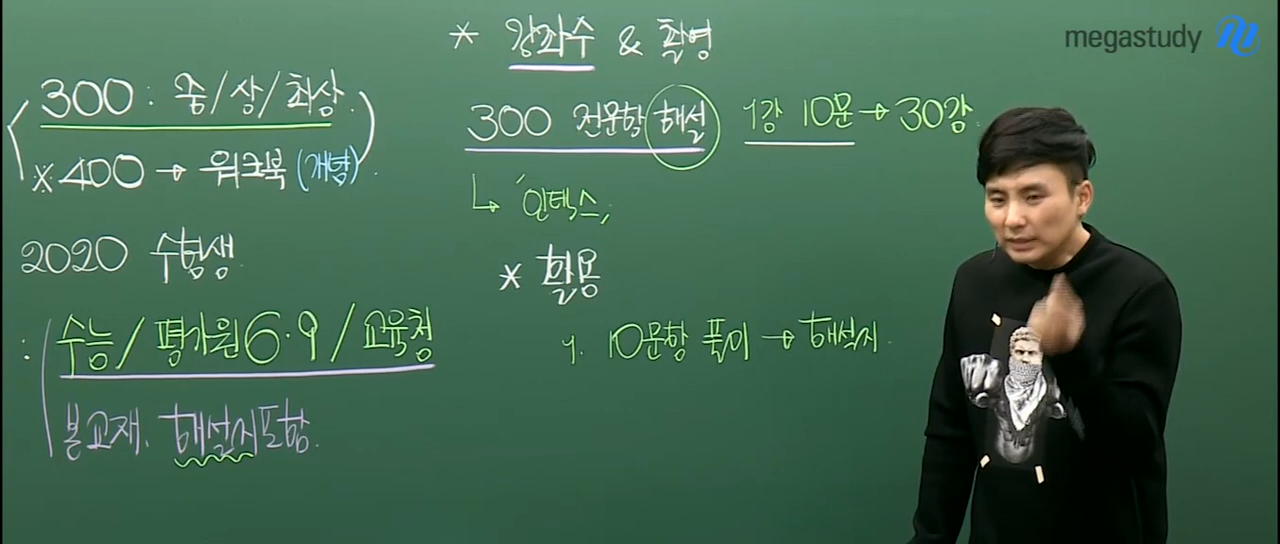 megastudy
* 강좌수 & 촬영
300 : 중/상/최상.
※ 400 → 워크북 (개념).
300 전문항 해설 1강 10문 → 30강.
↳ 인덱스,
2020 수험생
* 활용
: 수능 / 평가원 6·9 / 교육청
본교재. 해설지포함.
1. 10문항 풀이 → 해설지.